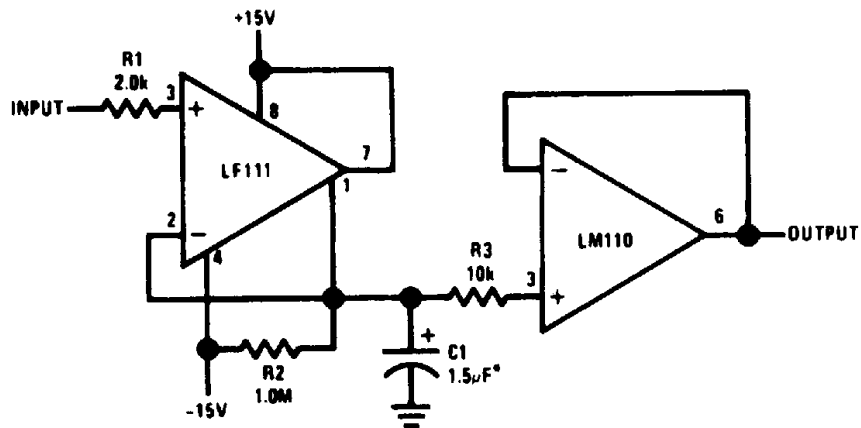 +15V
R1
2.0k
INPUT
3
+
8
LF111
7
1
2
−
4
R2
1.0M
-15V
+
C1
1.5µF*
R3
10k
3
+
−
LM110
6
OUTPUT